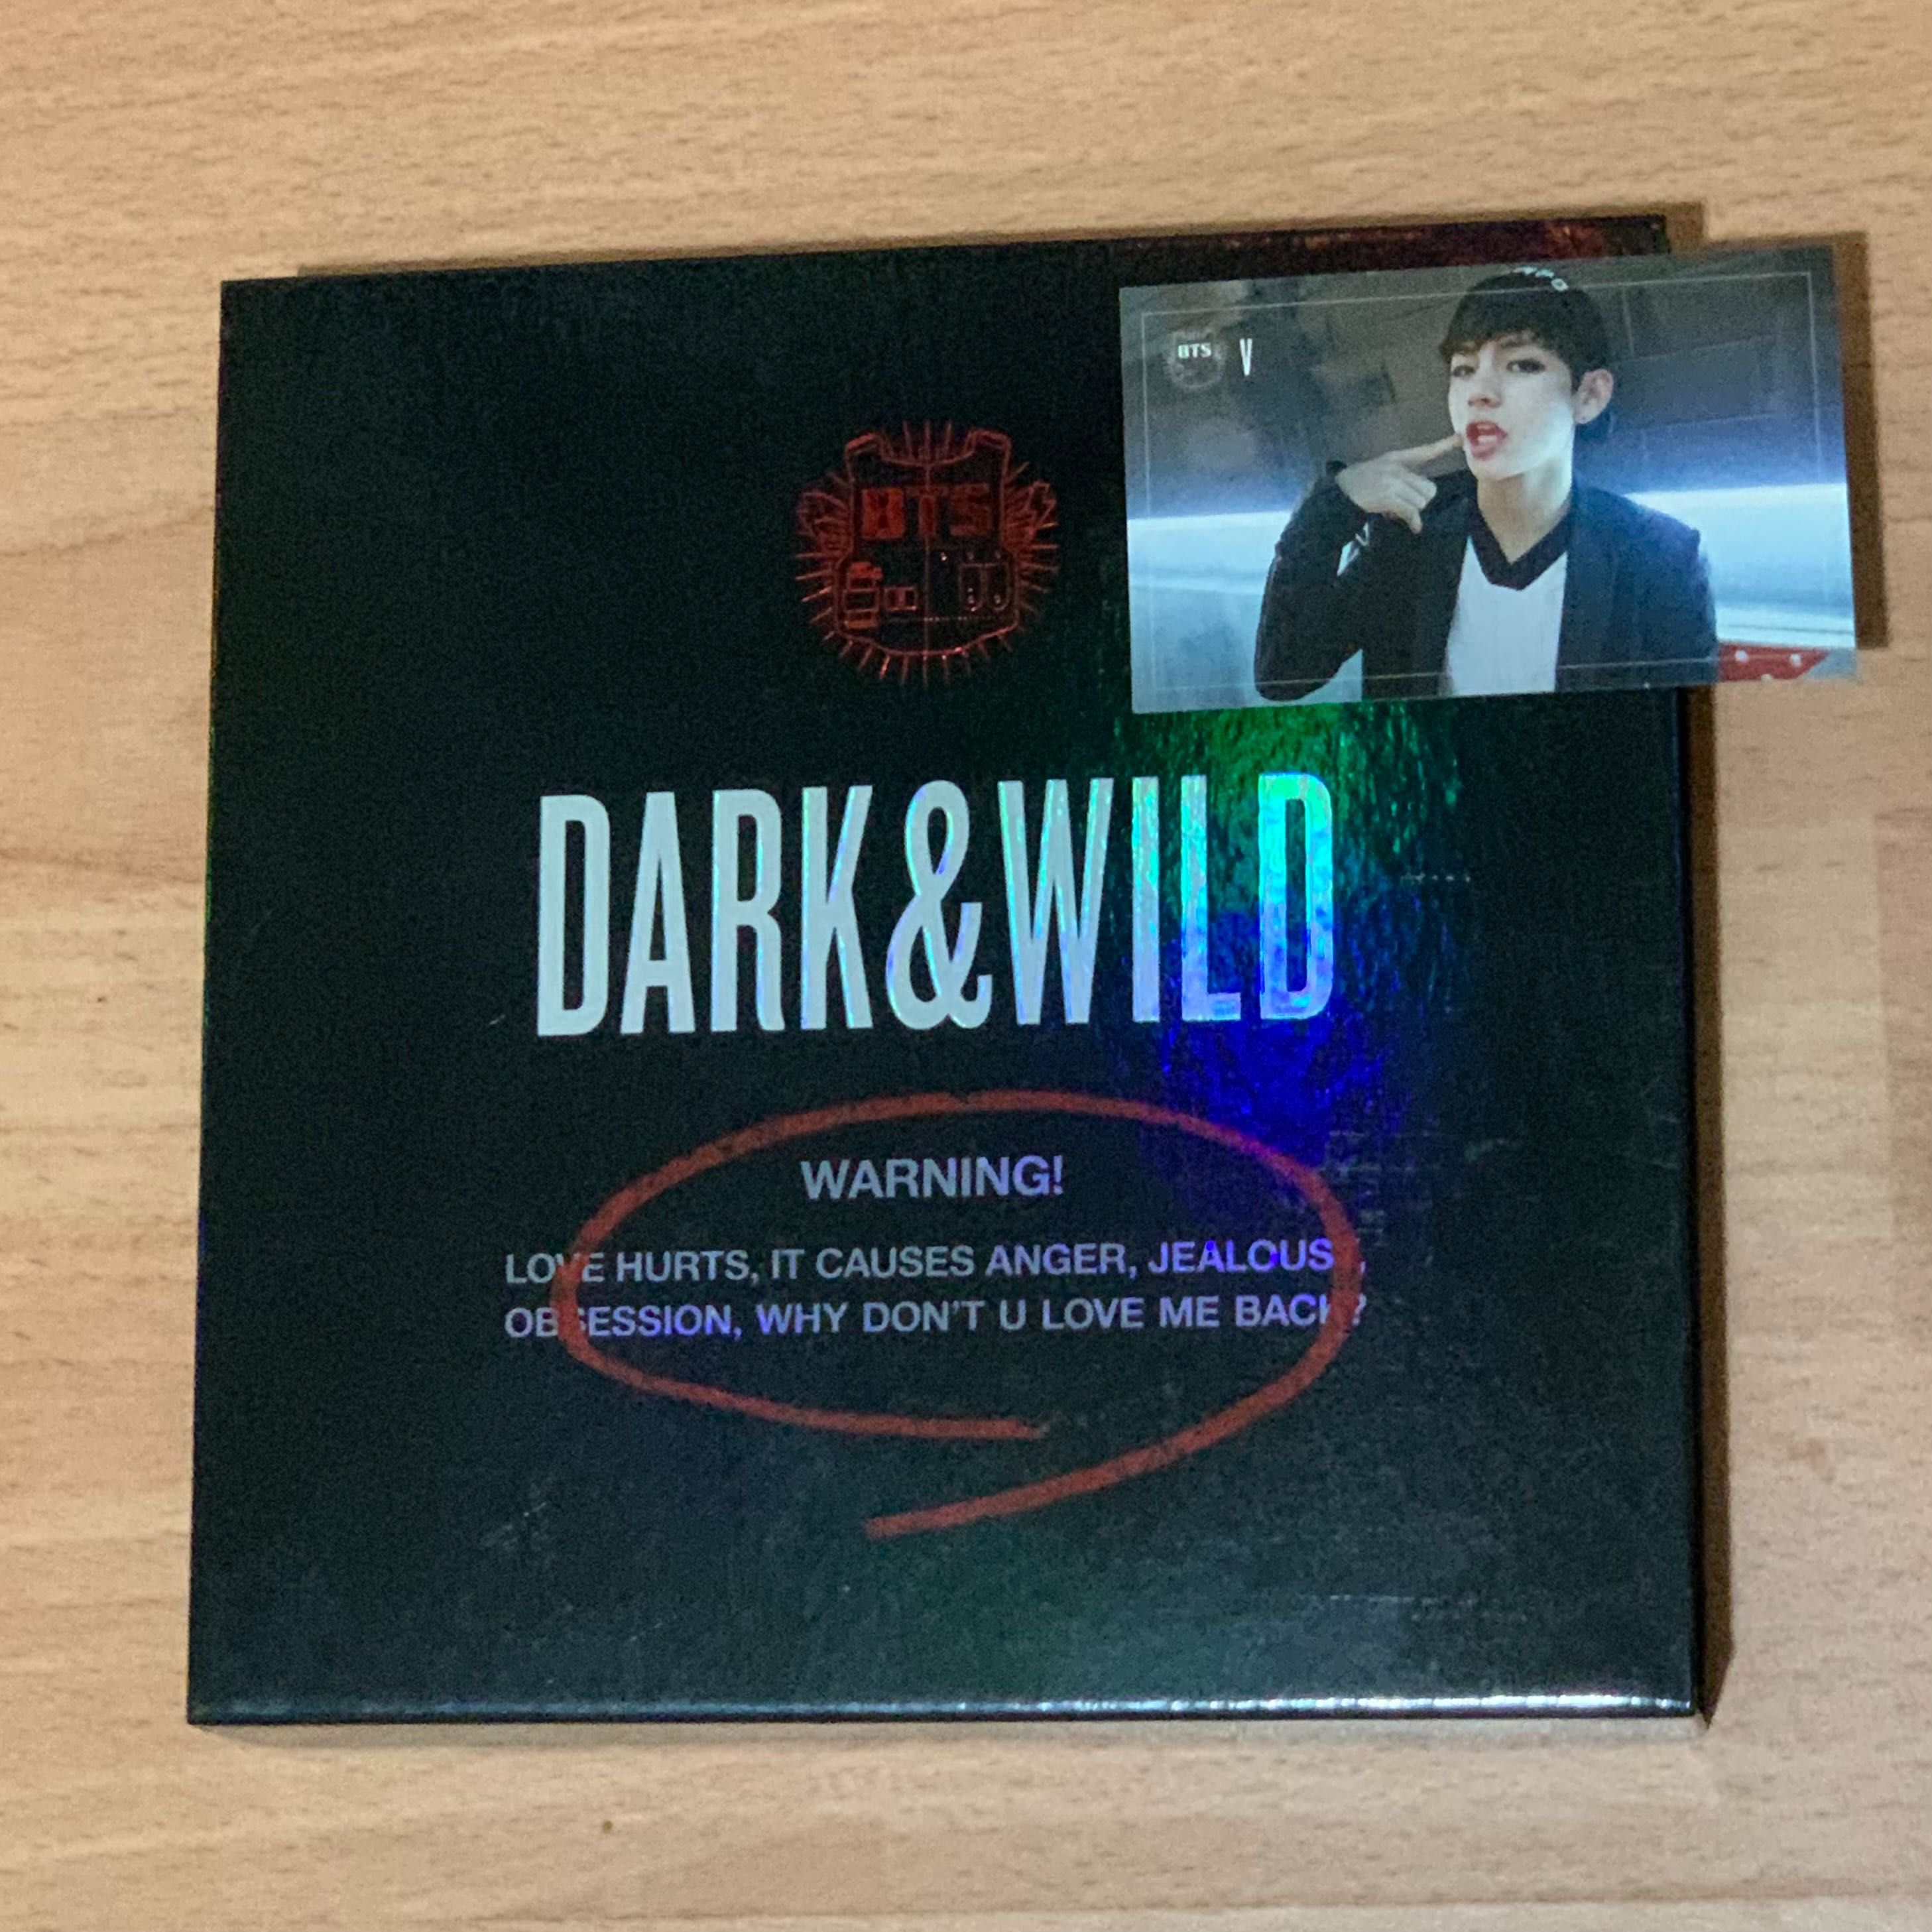 BTS V
BTS
DARK&WILD
WARNING!
LOVE HURTS, IT CAUSES ANGER, JEALOUS ,
OBSESSION, WHY DON'T U LOVE ME BACK?